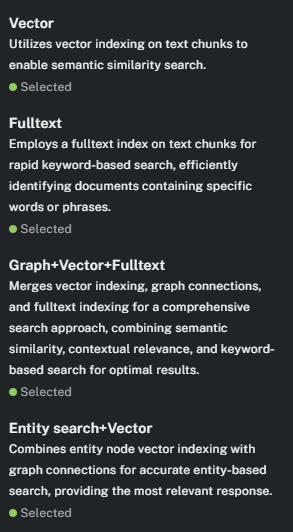 Vector
Utilizes vector indexing on text chunks to
enable semantic similarity search.
Selected
Fulltext
Employs a fulltext index on text chunks for
rapid keyword-based search, efficiently
identifying documents containing specific
words or phrases.
Selected
Graph+Vector+Fulltext
Merges vector indexing, graph connections,
and fulltext indexing for a comprehensive
search approach, combining semantic
similarity, contextual relevance, and keyword-
based search for optimal results.
Selected
Entity search+Vector
Combines entity node vector indexing with
graph connections for accurate entity-based
search, providing the most relevant response.
Selected